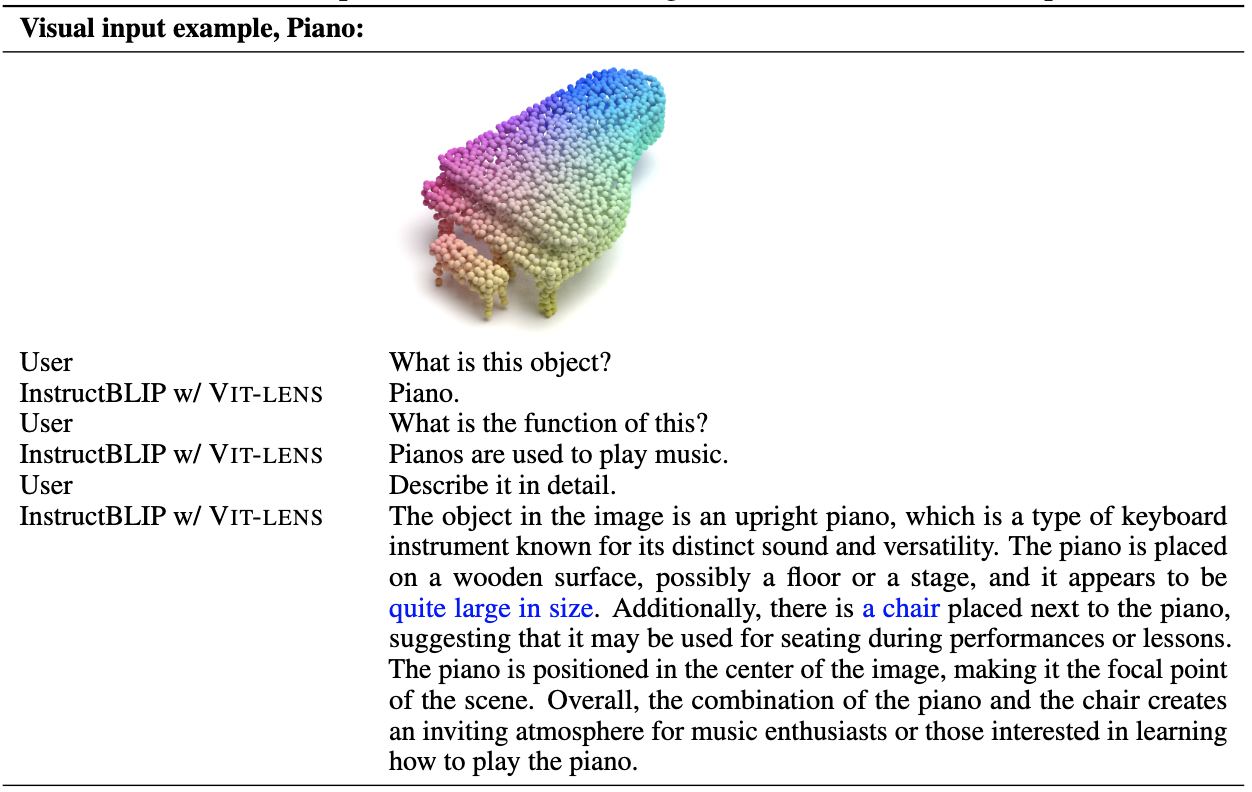 Visual input example, Piano:
User What is this object?
InstructBLIP w/ VIT-LENS Piano.
User What is the function of this?
InstructBLIP w/ VIT-LENS Pianos are used to play music.
User Describe it in detail.
InstructBLIP w/ VIT-LENS The object in the image is an upright piano, which is a type of keyboard
instrument known for its distinct sound and versatility. The piano is placed
on a wooden surface, possibly a floor or a stage, and it appears to be
quite large in size. Additionally, there is a chair placed next to the piano,
suggesting that it may be used for seating during performances or lessons.
The piano is positioned in the center of the image, making it the focal point
of the scene. Overall, the combination of the piano and the chair creates
an inviting atmosphere for music enthusiasts or those interested in learning
how to play the piano.